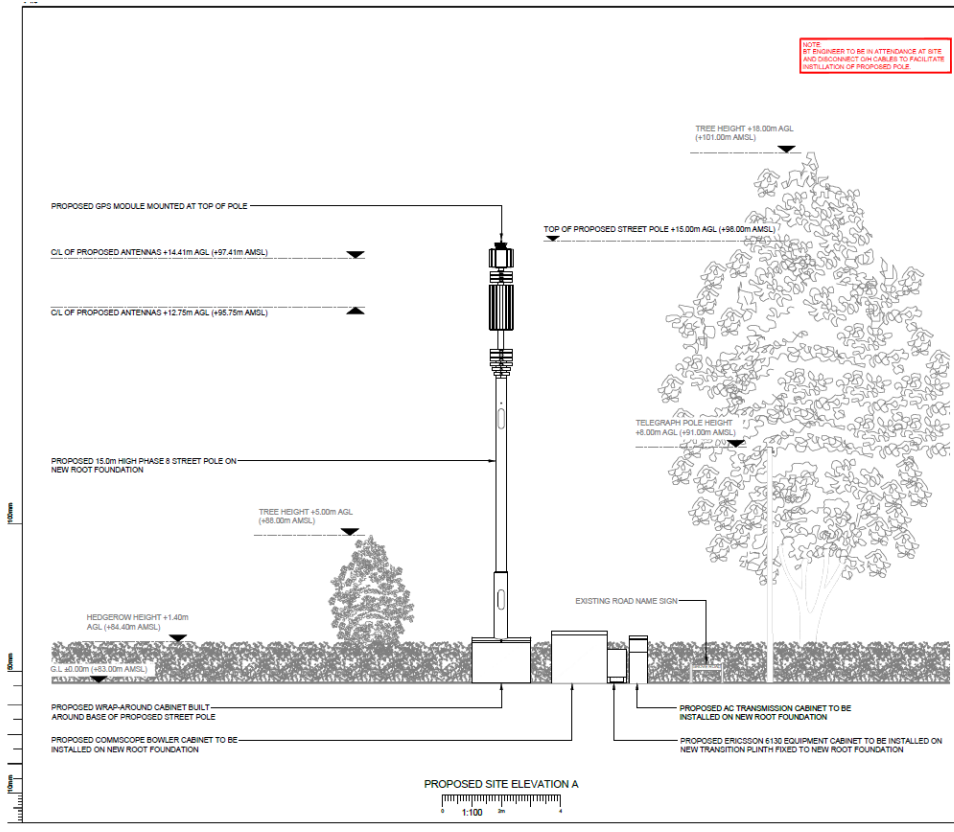 NOTE:
BT ENGINEER TO BE IN ATTENDANCE AT SITE
AND DISCONNECT O/H CABLES TO FACILITATE
INSTILLATION OF PROPOSED POLE.
TREE HEIGHT +18.00m AGL
(+101.00m AMSL)
PROPOSED GPS MODULE MOUNTED AT TOP OF POLE
TOP OF PROPOSED STREET POLE +15.00m AGL (+98.00m AMSL)
C/L OF PROPOSED ANTENNAS +14.41m AGL (+97.41m AMSL)
C/L OF PROPOSED ANTENNAS +12.75m AGL (+95.75m AMSL)
TELEGRAPH POLE HEIGHT
+8.00m AGL (+91.00m AMSL)
PROPOSED 15.0m HIGH PHASE 8 STREET POLE ON
NEW ROOT FOUNDATION
TREE HEIGHT +5.00m AGL
(+88.00m AMSL)
EXISTING ROAD NAME SIGN
HEDGEROW HEIGHT +1.40m
AGL (+84.40m AMSL)
G.L ±0.00m (+83.00m AMSL)
PROPOSED WRAP-AROUND CABINET BUILT
AROUND BASE OF PROPOSED STREET POLE
PROPOSED AC TRANSMISSION CABINET TO BE
INSTALLED ON NEW ROOT FOUNDATION
PROPOSED COMMSCOPE BOWLER CABINET TO BE
INSTALLED ON NEW ROOT FOUNDATION
PROPOSED ERICSSON 6130 EQUIPMENT CABINET TO BE INSTALLED ON
NEW TRANSITION PLINTH FIXED TO NEW ROOT FOUNDATION
PROPOSED SITE ELEVATION A
0 2m 4
1:100
100mm
10mm